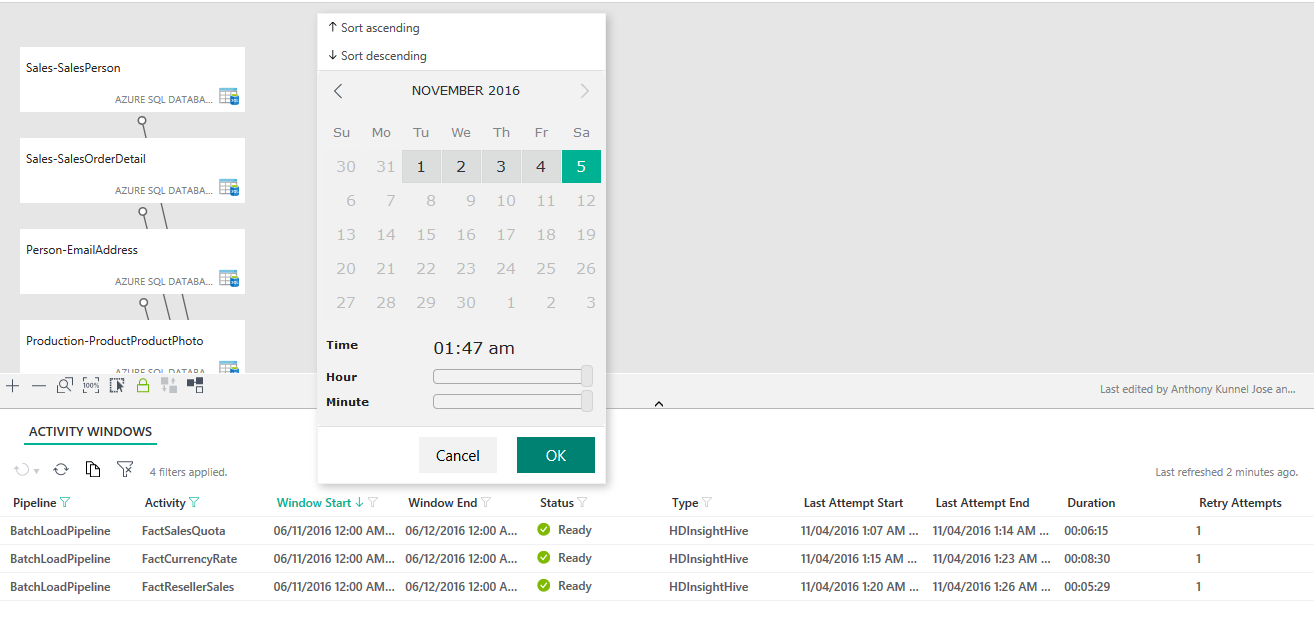 Sales-SalesPerson
AZURE SQL DATABA...
Sales-SalesOrderDetail
AZURE SQL DATABA...
Person-EmailAddress
AZURE SQL DATABA...
Production-ProductProductPhoto
AZURE SQL DATABA...
Sort ascending
Sort descending
NOVEMBER 2016
Su Mo Tu We Th Fr Sa
30 31 1 2 3 4 5
6 7 8 9 10 11 12
13 14 15 16 17 18 19
20 21 22 23 24 25 26
27 28 29 30 1 2 3
Time 01:47 am
Hour
Minute
Cancel OK
100%
Last edited by Anthony Kunnel Jose an...
ACTIVITY WINDOWS
4 filters applied.
Last refreshed 2 minutes ago.
Pipeline Activity Window Start Window End Status Type Last Attempt Start Last Attempt End Duration Retry Attempts
BatchLoadPipeline FactSalesQuota 06/11/2016 12:00 AM... 06/12/2016 12:00 A... Ready HDInsightHive 11/04/2016 1:07 AM ... 11/04/2016 1:14 AM ... 00:06:15 1
BatchLoadPipeline FactCurrencyRate 06/11/2016 12:00 AM... 06/12/2016 12:00 A... Ready HDInsightHive 11/04/2016 1:15 AM ... 11/04/2016 1:23 AM ... 00:08:30 1
BatchLoadPipeline FactResellerSales 06/11/2016 12:00 AM... 06/12/2016 12:00 A... Ready HDInsightHive 11/04/2016 1:20 AM ... 11/04/2016 1:26 AM ... 00:05:29 1